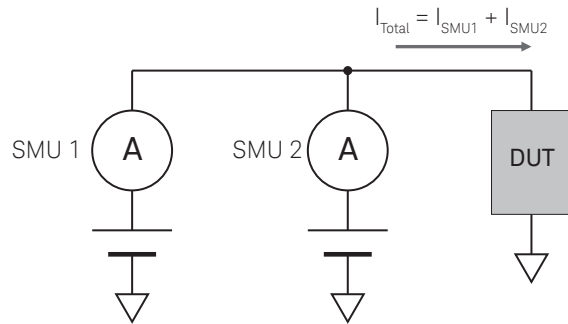 I_Total = I_SMU1 + I_SMU2
SMU 1
A
SMU 2
A
DUT